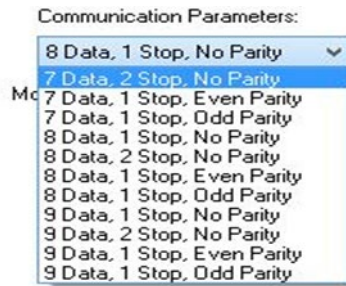 Communication Parameters:
8 Data, 1 Stop, No Parity
7 Data, 2 Stop, No Parity
Mo
7 Data, 1 Stop, Even Parity
7 Data, 1 Stop, Odd Parity
8 Data, 1 Stop, No Parity
8 Data, 2 Stop, No Parity
8 Data, 1 Stop, Even Parity
8 Data, 1 Stop, Odd Parity
9 Data, 1 Stop, No Parity
9 Data, 2 Stop, No Parity
9 Data, 1 Stop, Even Parity
9 Data, 1 Stop, Odd Parity